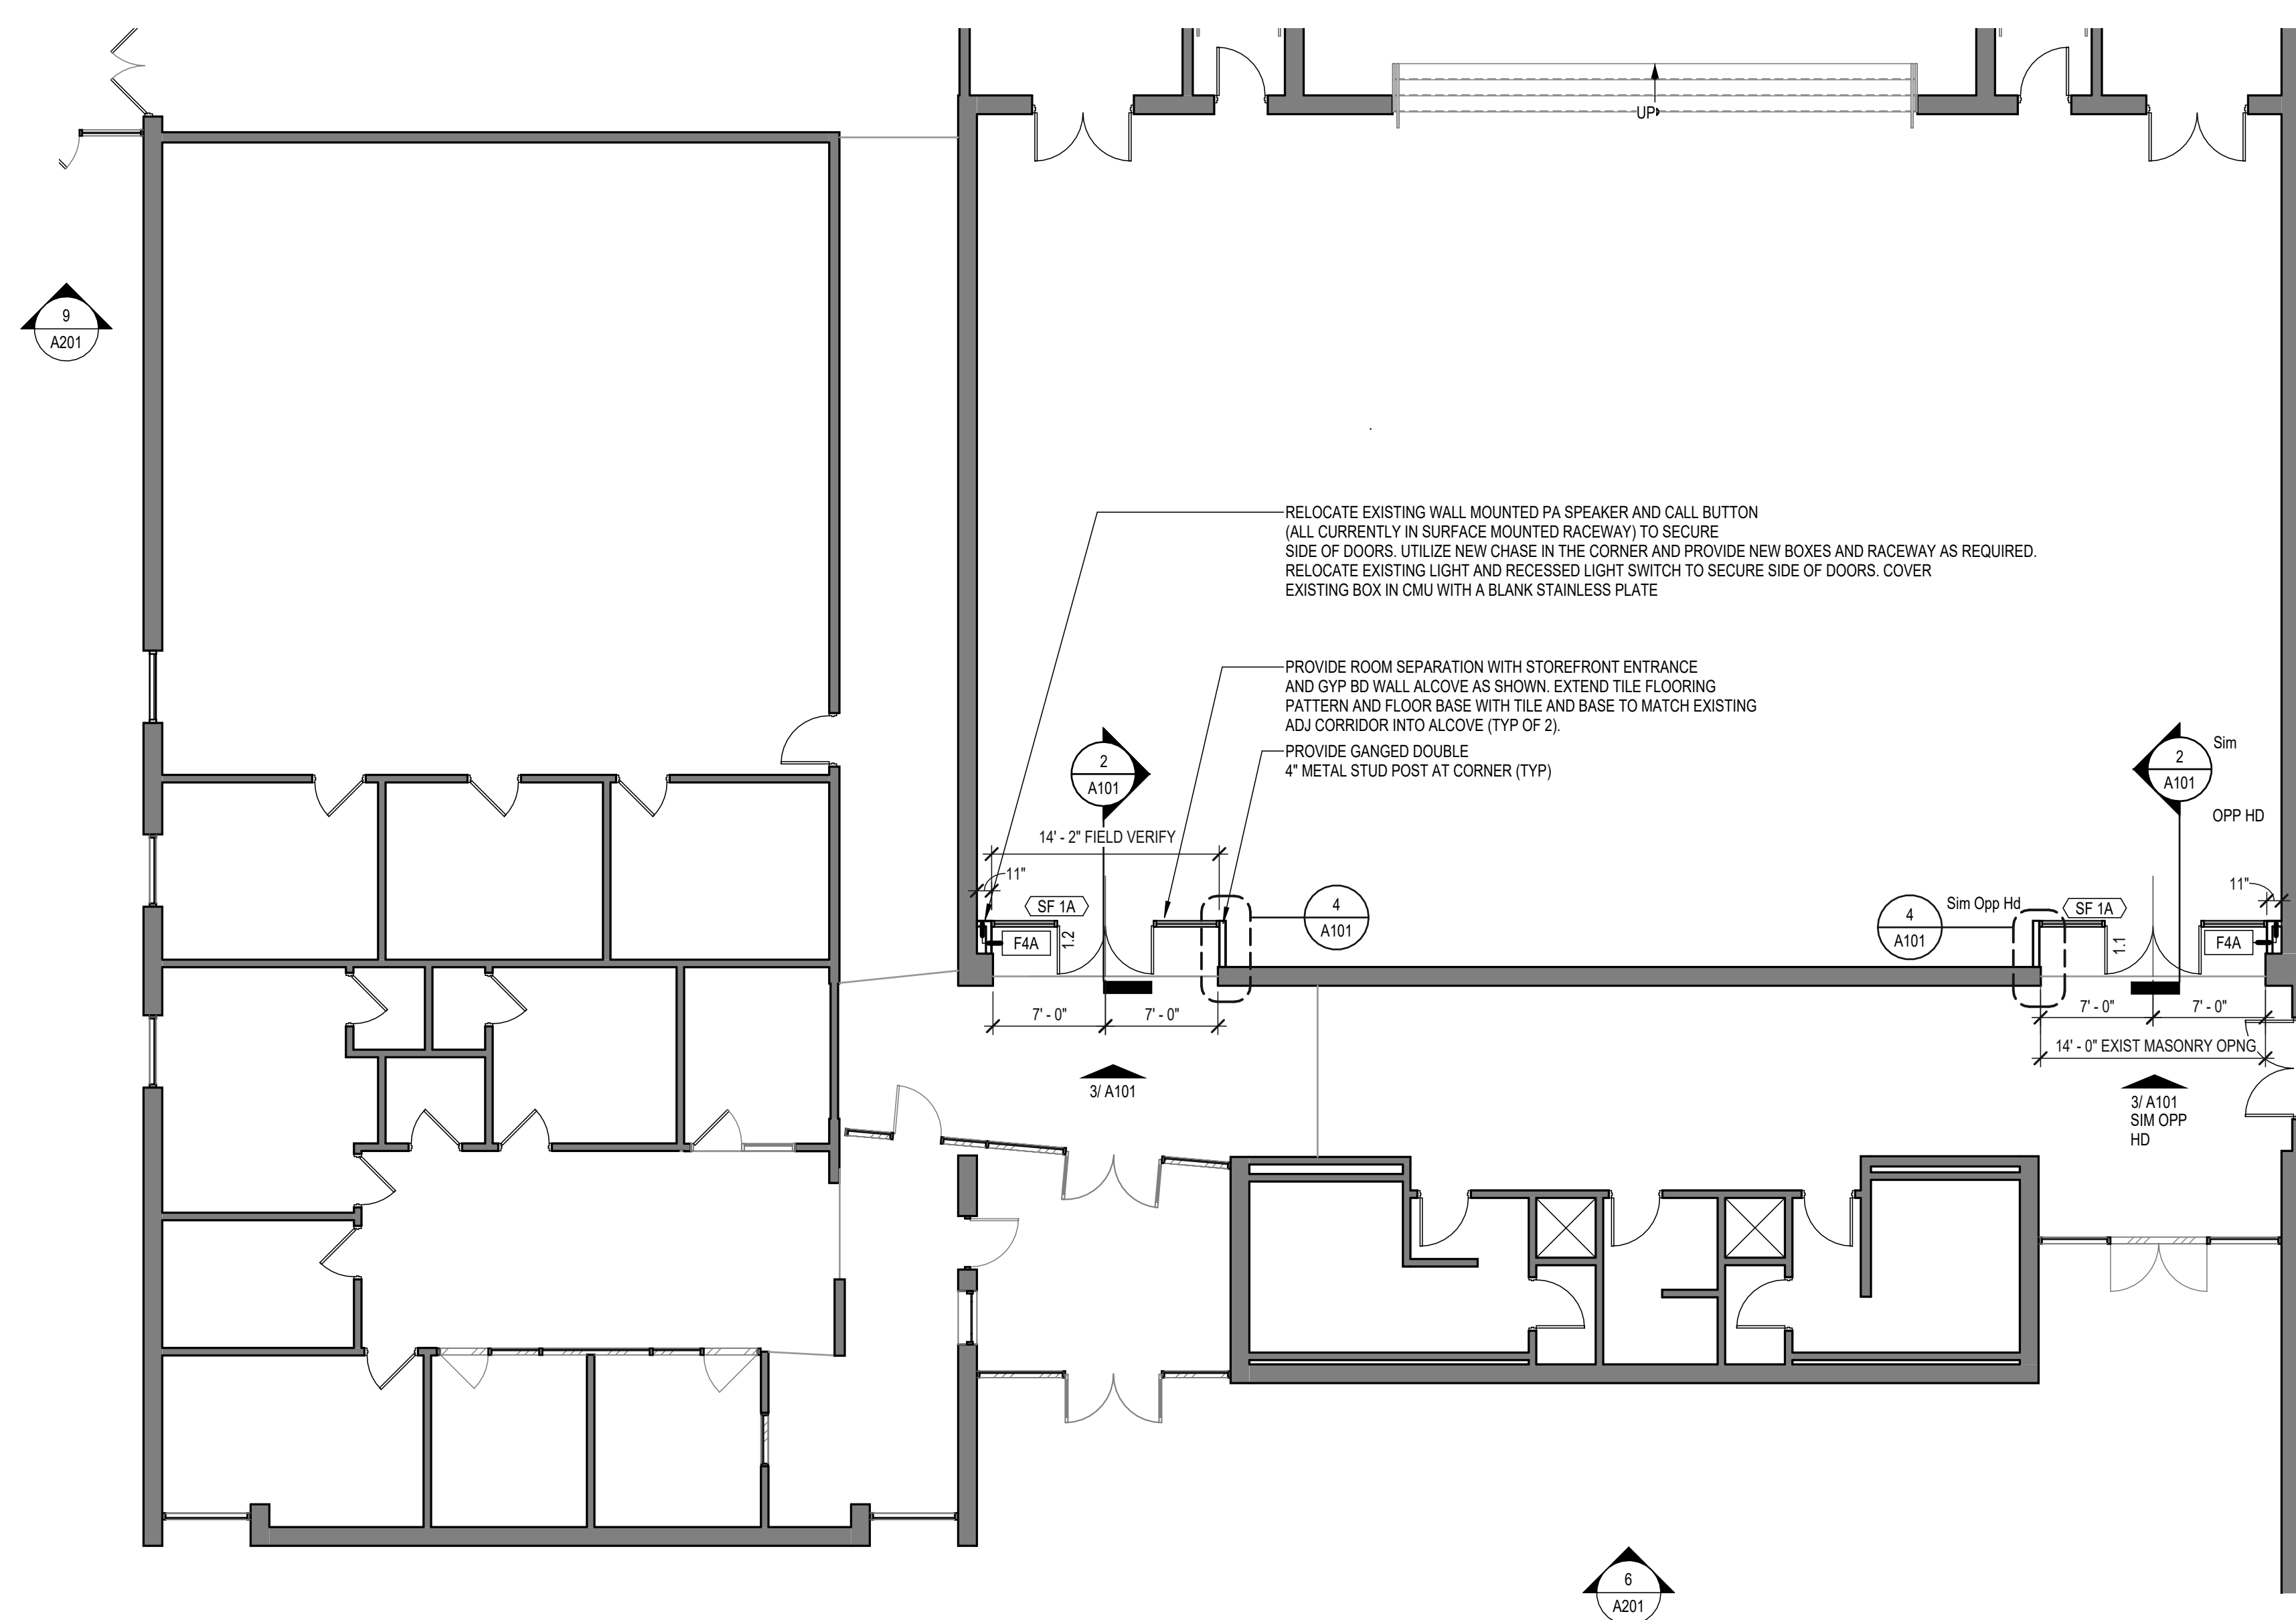 UP
9
A201
RELOCATE EXISTING WALL MOUNTED PA SPEAKER AND CALL BUTTON
(ALL CURRENTLY IN SURFACE MOUNTED RACEWAY) TO SECURE
SIDE OF DOORS. UTILIZE NEW CHASE IN THE CORNER AND PROVIDE NEW BOXES AND RACEWAY AS REQUIRED.
RELOCATE EXISTING LIGHT AND RECESSED LIGHT SWITCH TO SECURE SIDE OF DOORS. COVER
EXISTING BOX IN CMU WITH A BLANK STAINLESS PLATE
PROVIDE ROOM SEPARATION WITH STOREFRONT ENTRANCE
AND GYP BD WALL ALCOVE AS SHOWN. EXTEND TILE FLOORING
PATTERN AND FLOOR BASE WITH TILE AND BASE TO MATCH EXISTING
ADJ CORRIDOR INTO ALCOVE (TYP OF 2).
PROVIDE GANGED DOUBLE
4" METAL STUD POST AT CORNER (TYP)
2
A101
14' - 2" FIELD VERIFY
11"
SF 1A
F4A
1.2
4
A101
7' - 0"
7' - 0"
3/ A101
2
A101
Sim
OPP HD
11"
4
A101
Sim Opp Hd
SF 1A
F4A
1.1
7' - 0"
7' - 0"
14' - 0" EXIST MASONRY OPNG
3/ A101
SIM OPP
HD
6
A201